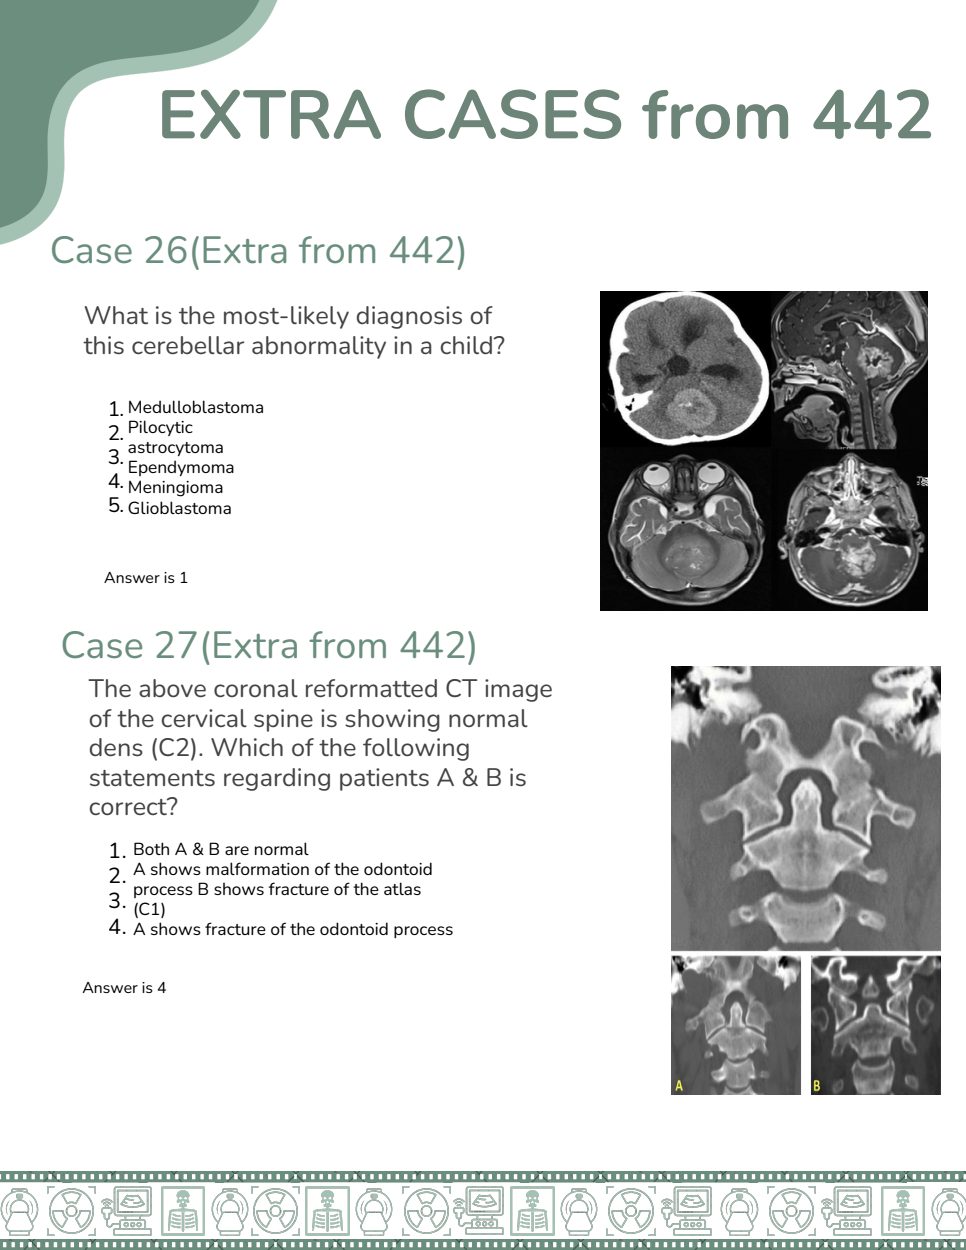 EXTRA CASES from 442
Case 26(Extra from 442)
What is the most-likely diagnosis of
this cerebellar abnormality in a child?
1. Medulloblastoma
2. Pilocytic
astrocytoma
3. Ependymoma
4. Meningioma
5. Glioblastoma
Answer is 1
Case 27(Extra from 442)
The above coronal reformatted CT image
of the cervical spine is showing normal
dens (C2). Which of the following
statements regarding patients A & B is
correct?
1. Both A & B are normal
2. A shows malformation of the odontoid
3. process B shows fracture of the atlas
(C1)
4. A shows fracture of the odontoid process
Answer is 4
A
B